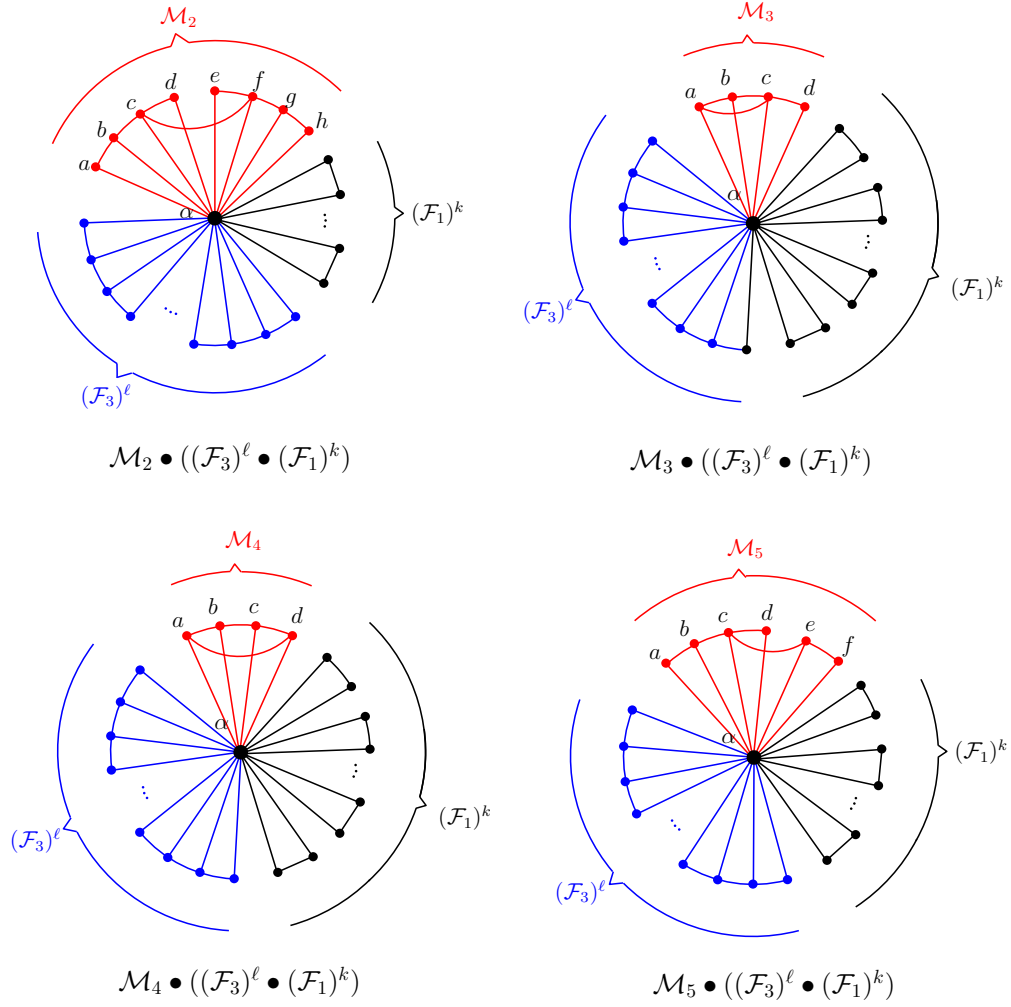 ℳ₂
a b c d e f g h
α
⋮
(ℱ₁)ᵏ
...
(ℱ₃)ˡ
ℳ₂ • ((ℱ₃)ˡ • (ℱ₁)ᵏ)
ℳ₃
a b c d
α
...
(ℱ₁)ᵏ
(ℱ₃)ˡ
...
ℳ₃ • ((ℱ₃)ˡ • (ℱ₁)ᵏ)
ℳ₄
a b c d
α
...
(ℱ₁)ᵏ
(ℱ₃)ˡ
...
ℳ₄ • ((ℱ₃)ˡ • (ℱ₁)ᵏ)
ℳ₅
a b c d e f
α
(ℱ₁)ᵏ
...
(ℱ₃)ˡ
...
ℳ₅ • ((ℱ₃)ˡ • (ℱ₁)ᵏ)